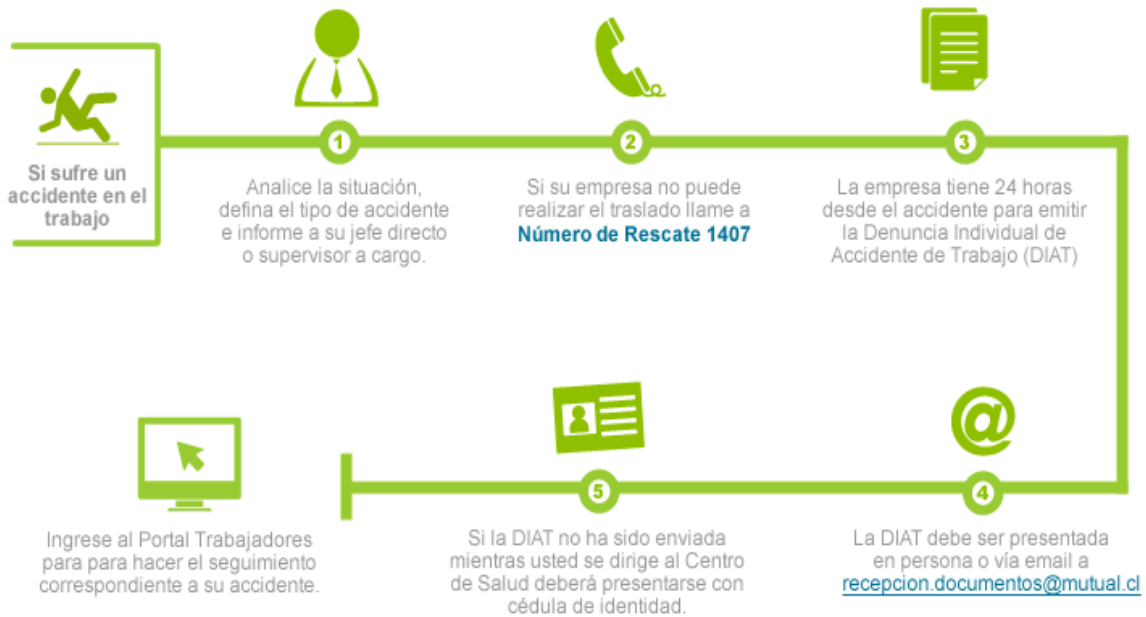 Si sufre un
accidente en el
trabajo
1
Analice la situación,
defina el tipo de accidente
e informe a su jefe directo
o supervisor a cargo.
2
Si su empresa no puede
realizar el traslado llame a
Número de Rescate 1407
3
La empresa tiene 24 horas
desde el accidente para emitir
la Denuncia Individual de
Accidente de Trabajo (DIAT)
@
4
La DIAT debe ser presentada
en persona o vía email a
recepcion.documentos@mutual.cl
5
Si la DIAT no ha sido enviada
mientras usted se dirige al Centro
de Salud deberá presentarse con
cédula de identidad.
Ingrese al Portal Trabajadores
para para hacer el seguimiento
correspondiente a su accidente.